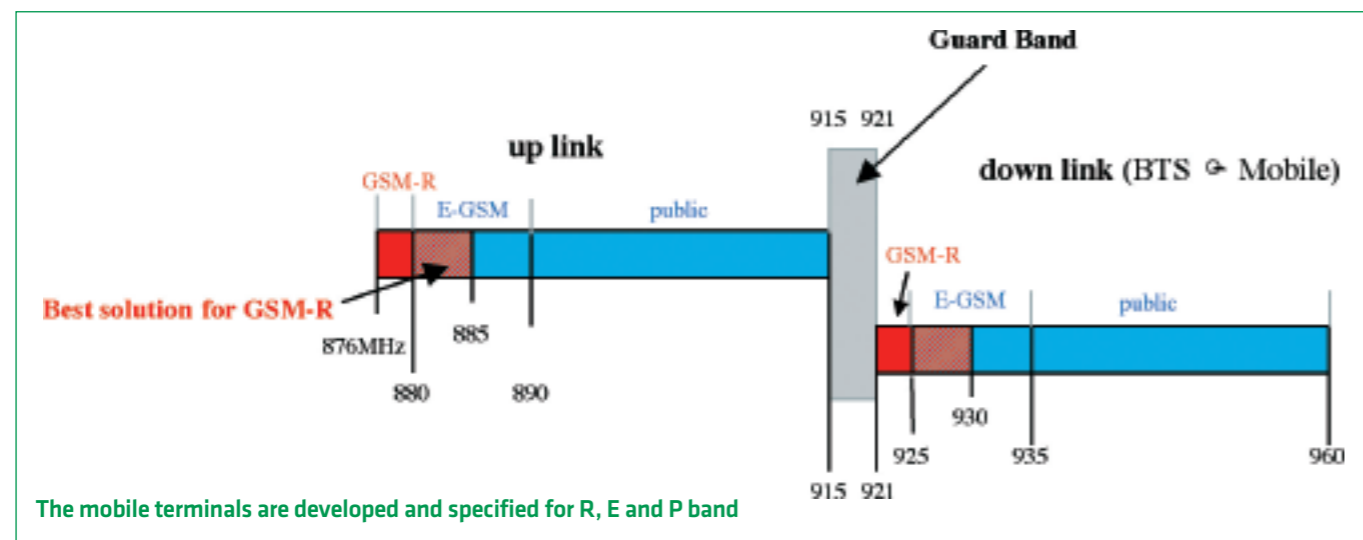 Guard Band
915 921
up link
down link (BTS Mobile)
GSM-R
E-GSM
public
GSM-R
E-GSM
public
Best solution for GSM-R
876MHz
885
880
890
930
925
935
960
915
921
The mobile terminals are developed and specified for R, E and P band